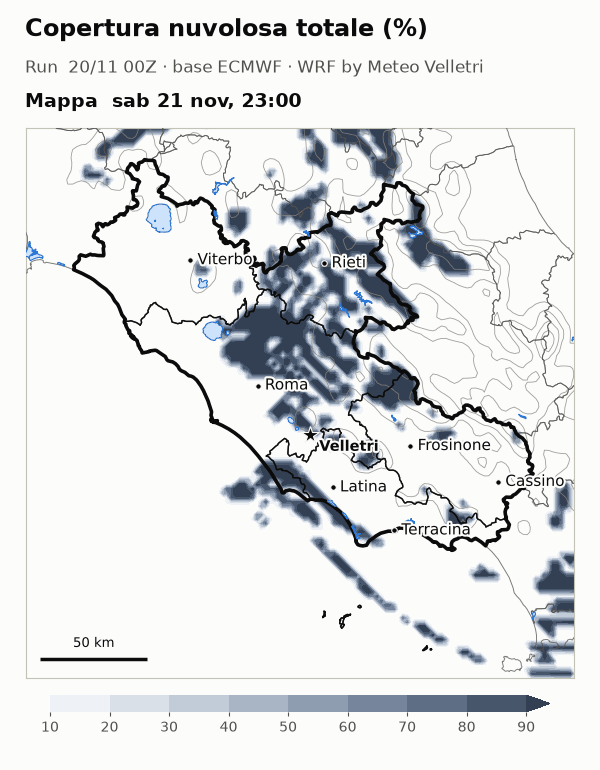 Copertura nuvolosa totale (%)
Run  20/11 00Z · base ECMWF · WRF by Meteo Velletri
Mappa  sab 21 nov, 23:00
Viterbo
Rieti
Roma
Velletri
Frosinone
Cassino
Latina
Terracina
50 km
10 20 30 40 50 60 70 80 90